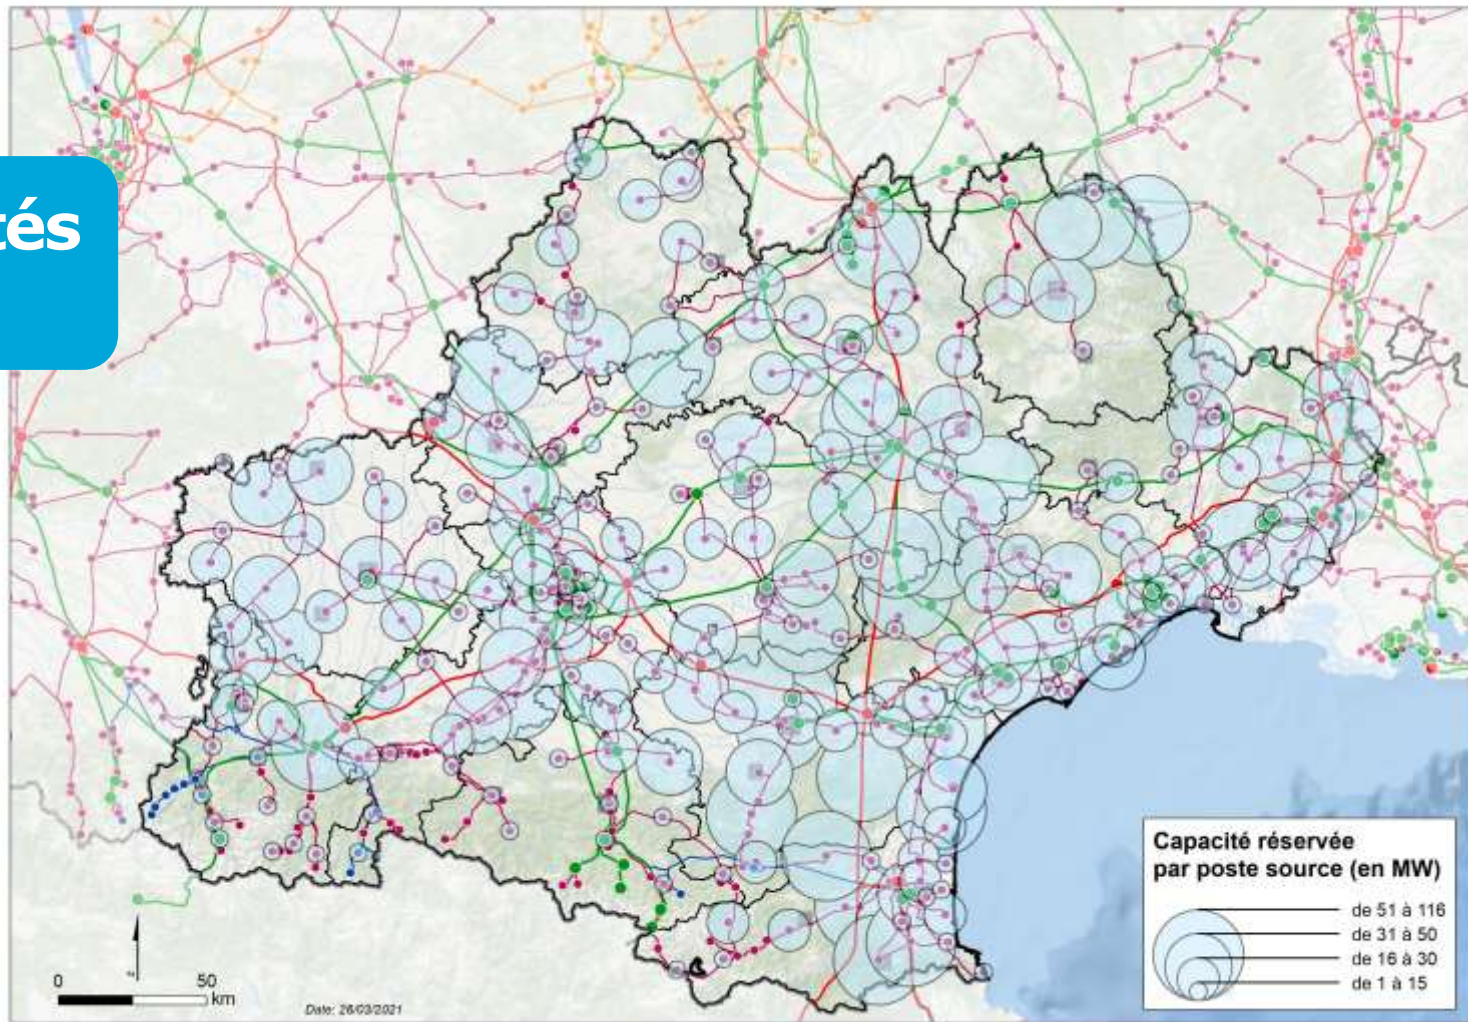 tés
Capacité réservée
par poste source (en MW)
de 51 à 116
de 31 à 50
de 16 à 30
de 1 à 15
0 50
km
Date: 26/03/2021